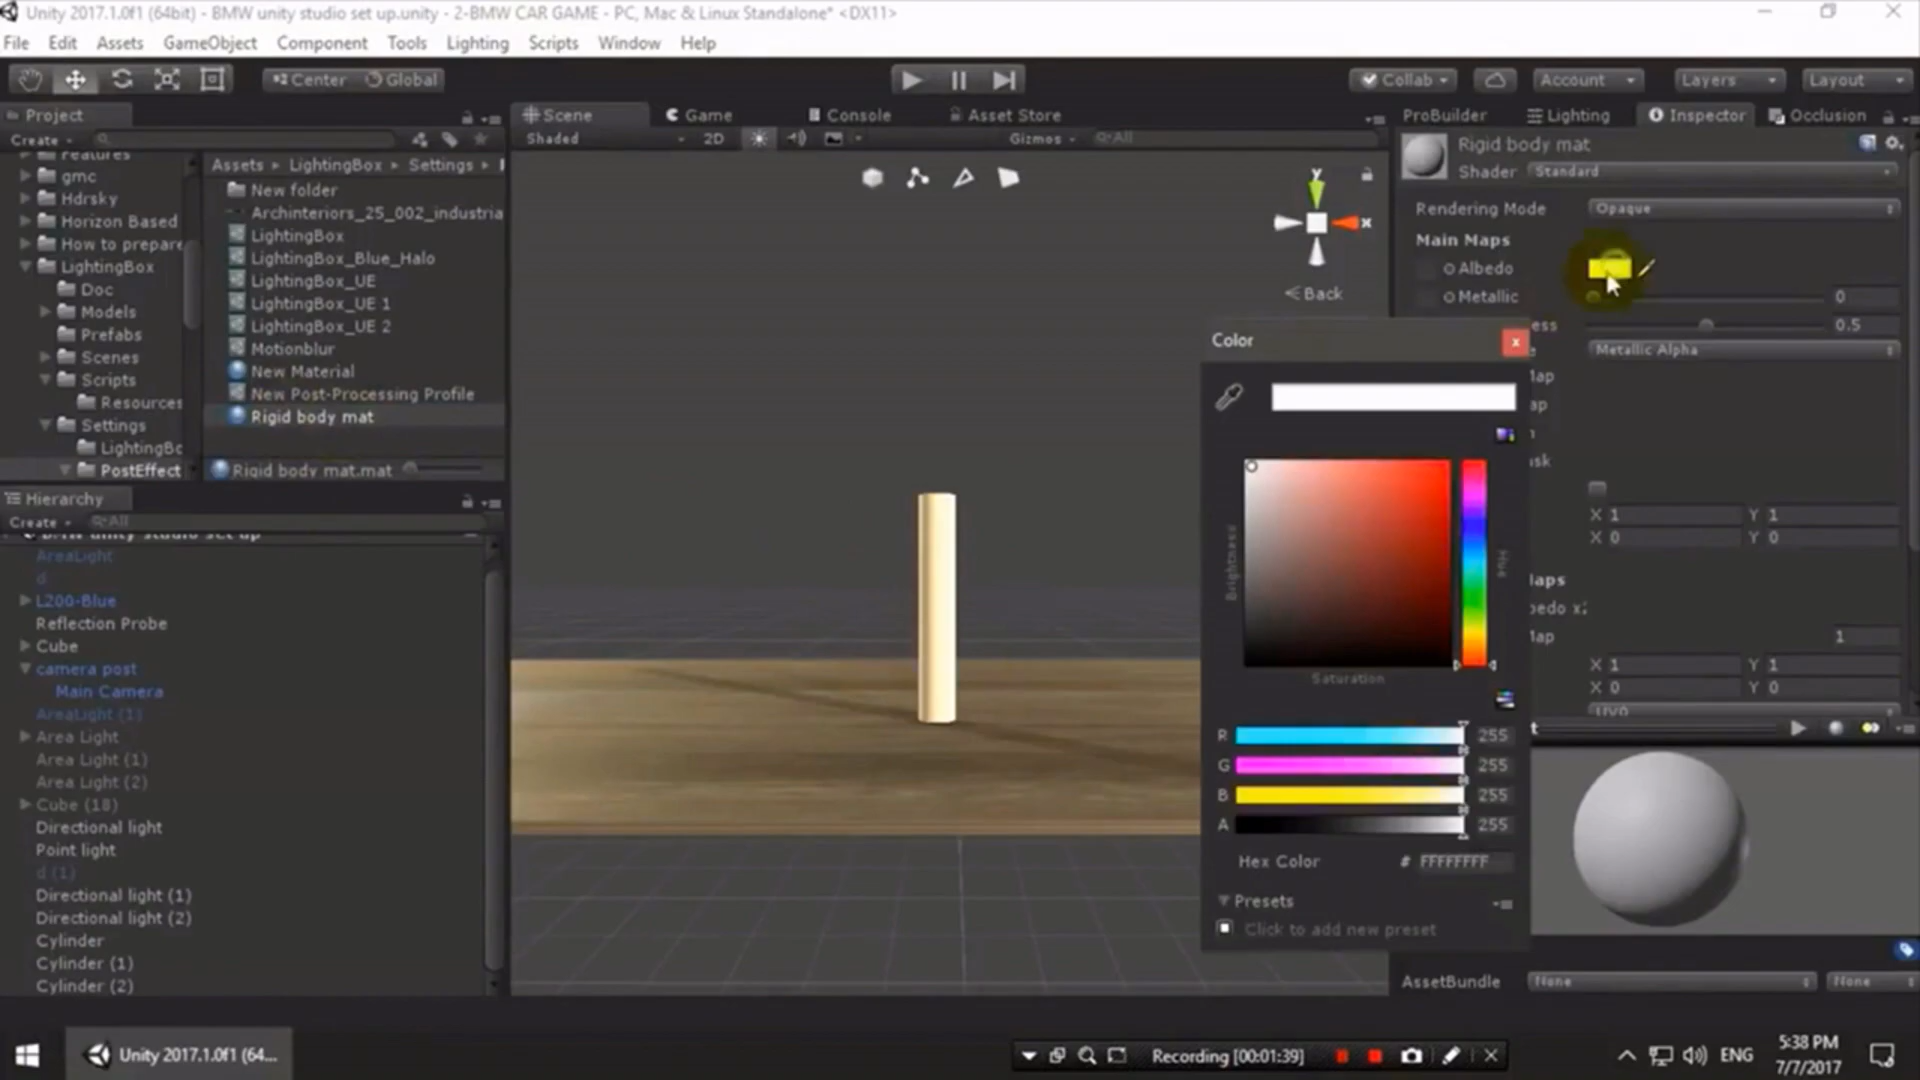 Unity 2017.1.0f1 (64bit) - BMW unity studio set up.unity - 2-BMW CAR GAME - PC, Mac & Linux Standalone* <DX11>
File Edit Assets GameObject Component Tools Lighting Scripts Window Help
Center Global
Collab Account Layers Layout
Project
Create
Features
gmc
Hdrsky
Horizon Based
How to prepare
LightingBox
Doc
Models
Prefabs
Scenes
Scripts
Resources
Settings
LightingBo
PostEffect
Assets LightingBox Settings
New folder
Archinteriors_25_002_industria
LightingBox
LightingBox_Blue_Halo
LightingBox_UE
LightingBox_UE 1
LightingBox_UE 2
Motionblur
New Material
New Post-Processing Profile
Rigid body mat
Rigid body mat.mat
Hierarchy
Create All
BMW unity studio set up
AreaLight
d
L200-Blue
Reflection Probe
Cube
camera post
Main Camera
AreaLight (1)
Area Light
Area Light (1)
Area Light (2)
Cube (18)
Directional light
Point light
d (1)
Directional light (1)
Directional light (2)
Cylinder
Cylinder (1)
Cylinder (2)
Scene Game Console Asset Store
Shaded 2D Gizmos All
y
x
< Back
ProBuilder Lighting Inspector Occlusion
Rigid body mat
Shader Standard
Rendering Mode Opaque
Main Maps
Albedo
Metallic 0
ess 0.5
Metallic Alpha
ap
ap
n
sk
X 1 Y 1
X 0 Y 0
aps
bedo x2
ap 1
X 1 Y 1
X 0 Y 0
UV0
t
AssetBundle None None
Color x
Brightness
Hue
Saturation
R 255
G 255
B 255
A 255
Hex Color # FFFFFFFF
Presets
Click to add new preset
Unity 2017.1.0f1 (64...
Recording [00:01:39]
ENG
5:38 PM
7/7/2017